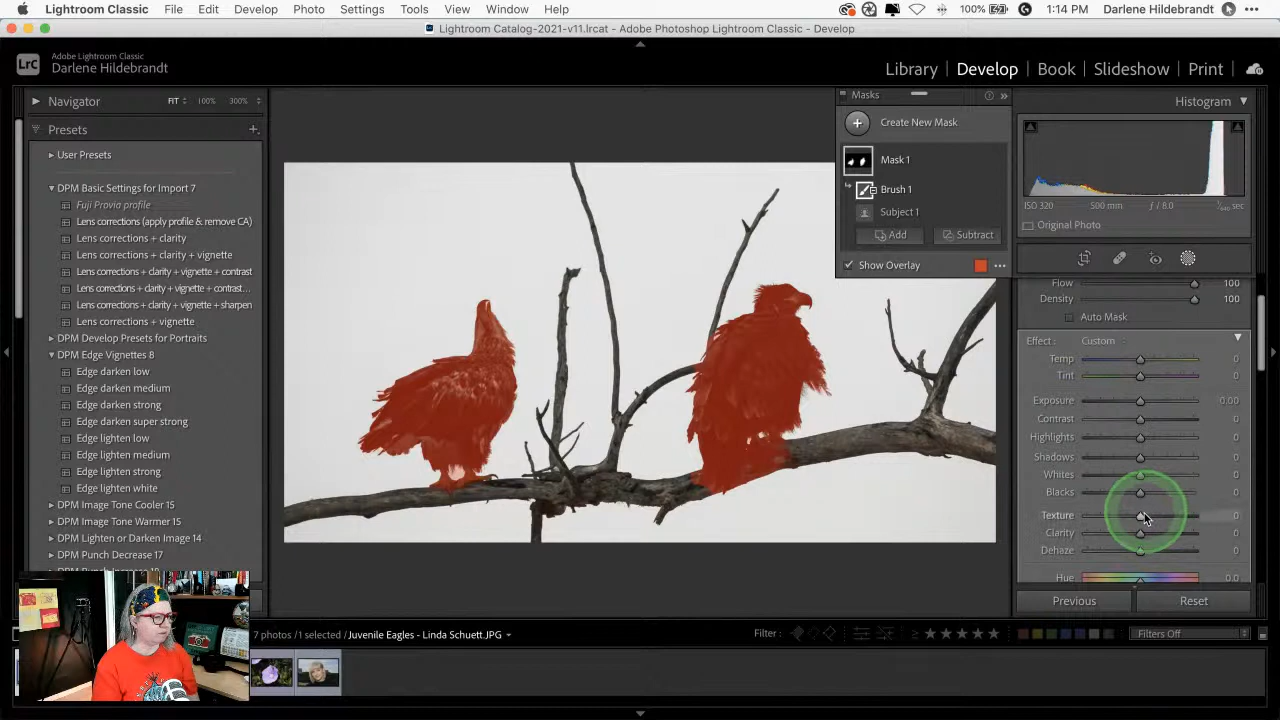 Lightroom Classic File Edit Develop Photo Settings Tools View Window Help 100% 1:14 PM Darlene Hildebrandt
Lightroom Catalog-2021-v11.lrcat - Adobe Photoshop Lightroom Classic - Develop
LrC
Adobe Lightroom Classic
Darlene Hildebrandt
Library Develop Book Slideshow Print
Navigator FIT 100% 300%
Presets
User Presets
DPM Basic Settings for Import 7
Fuji Provia profile
Lens corrections (apply profile & remove CA)
Lens corrections + clarity
Lens corrections + clarity + vignette
Lens corrections + clarity + vignette + contrast
Lens corrections + clarity + vignette + contrast...
Lens corrections + clarity + vignette + sharpen
Lens corrections + vignette
DPM Develop Presets for Portraits
DPM Edge Vignettes 8
Edge darken low
Edge darken medium
Edge darken strong
Edge darken super strong
Edge lighten low
Edge lighten medium
Edge lighten strong
Edge lighten white
DPM Image Tone Cooler 15
DPM Image Tone Warmer 15
DPM Lighten or Darken Image 14
DPM Punch Decrease 17
Masks
Create New Mask
Mask 1
Brush 1
Subject 1
Add Subtract
Show Overlay
Histogram
ISO 320 500 mm ƒ / 8.0
Original Photo
Flow 100
Density 100
Auto Mask
Effect : Custom
Temp 0
Tint 0
Exposure 0.00
Contrast 0
Highlights 0
Shadows 0
Whites 0
Blacks 0
Texture 0
Clarity 0
Dehaze 0
Hue 0.0
Previous Reset
7 photos / 1 selected / Juvenile Eagles - Linda Schuett.JPG
Filter : Filters Off